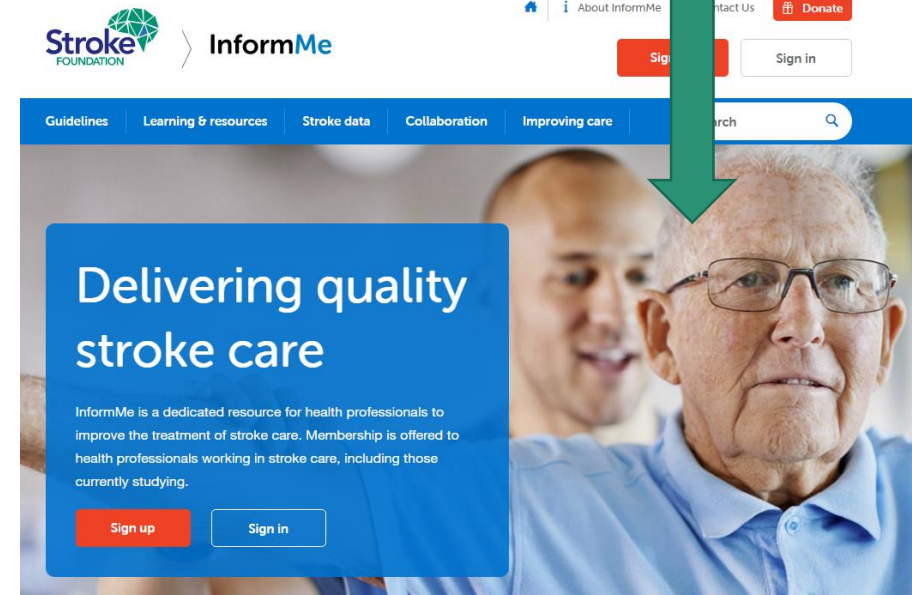 About InformMe
ntact Us
Donate
Stroke
FOUNDATION
InformMe
Sig
Sign in
Guidelines
Learning & resources
Stroke data
Collaboration
Improving care
rch
Delivering quality
stroke care
InformMe is a dedicated resource for health professionals to
improve the treatment of stroke care. Membership is offered to
health professionals working in stroke care, including those
currently studying.
Sign up
Sign in